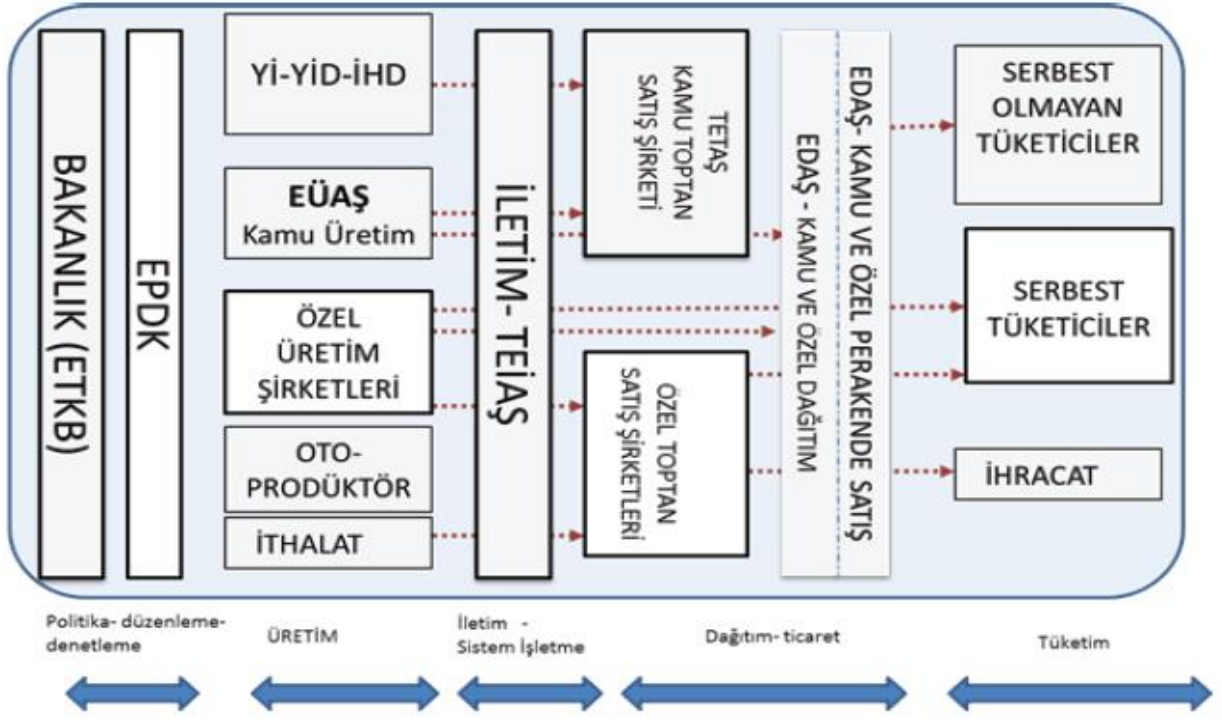 BAKANLIK (ETKB)
EPDK
Yİ-YİD-İHD
EÜAŞ
Kamu Üretim
ÖZEL
ÜRETİM
ŞİRKETLERİ
OTO-
PRODÜKTÖR
İTHALAT
İLETİM- TEİAŞ
TETAŞ
KAMU TOPTAN
SATIŞ ŞİRKETİ
ÖZEL TOPTAN
SATIŞ ŞİRKETLERİ
EDAŞ - KAMU VE ÖZEL DAĞITIM
EDAŞ- KAMU VE ÖZEL PERAKENDE SATIŞ
SERBEST
OLMAYAN
TÜKETİCİLER
SERBEST
TÜKETİCİLER
İHRACAT
Politika- düzenleme-
denetleme
ÜRETİM
İletim -
Sistem İşletme
Dağıtım- ticaret
Tüketim